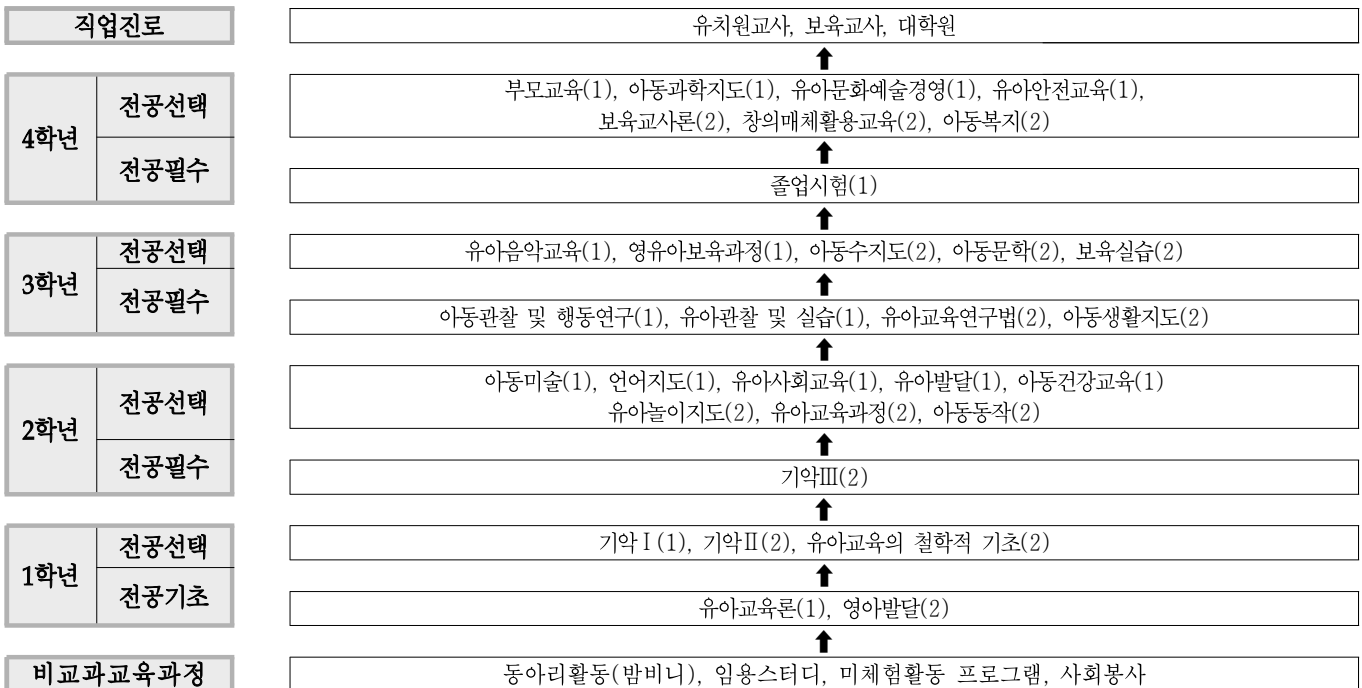 직업진로
유치원교사, 보육교사, 대학원
4학년
전공선택
부모교육(1), 아동과학지도(1), 유아문화예술경영(1), 유아안전교육(1),
보육교사론(2), 창의매체활용교육(2), 아동복지(2)
전공필수
졸업시험(1)
3학년
전공선택
유아음악교육(1), 영유아보육과정(1), 아동수지도(2), 아동문학(2), 보육실습(2)
전공필수
아동관찰 및 행동연구(1), 유아관찰 및 실습(1), 유아교육연구법(2), 아동생활지도(2)
2학년
전공선택
아동미술(1), 언어지도(1), 유아사회교육(1), 유아발달(1), 아동건강교육(1)
유아놀이지도(2), 유아교육과정(2), 아동동작(2)
전공필수
기악Ⅲ(2)
1학년
전공선택
기악Ⅰ(1), 기악Ⅱ(2), 유아교육의 철학적 기초(2)
전공기초
유아교육론(1), 영아발달(2)
비교과교육과정
동아리활동(밤비니), 임용스터디, 미체험활동 프로그램, 사회봉사